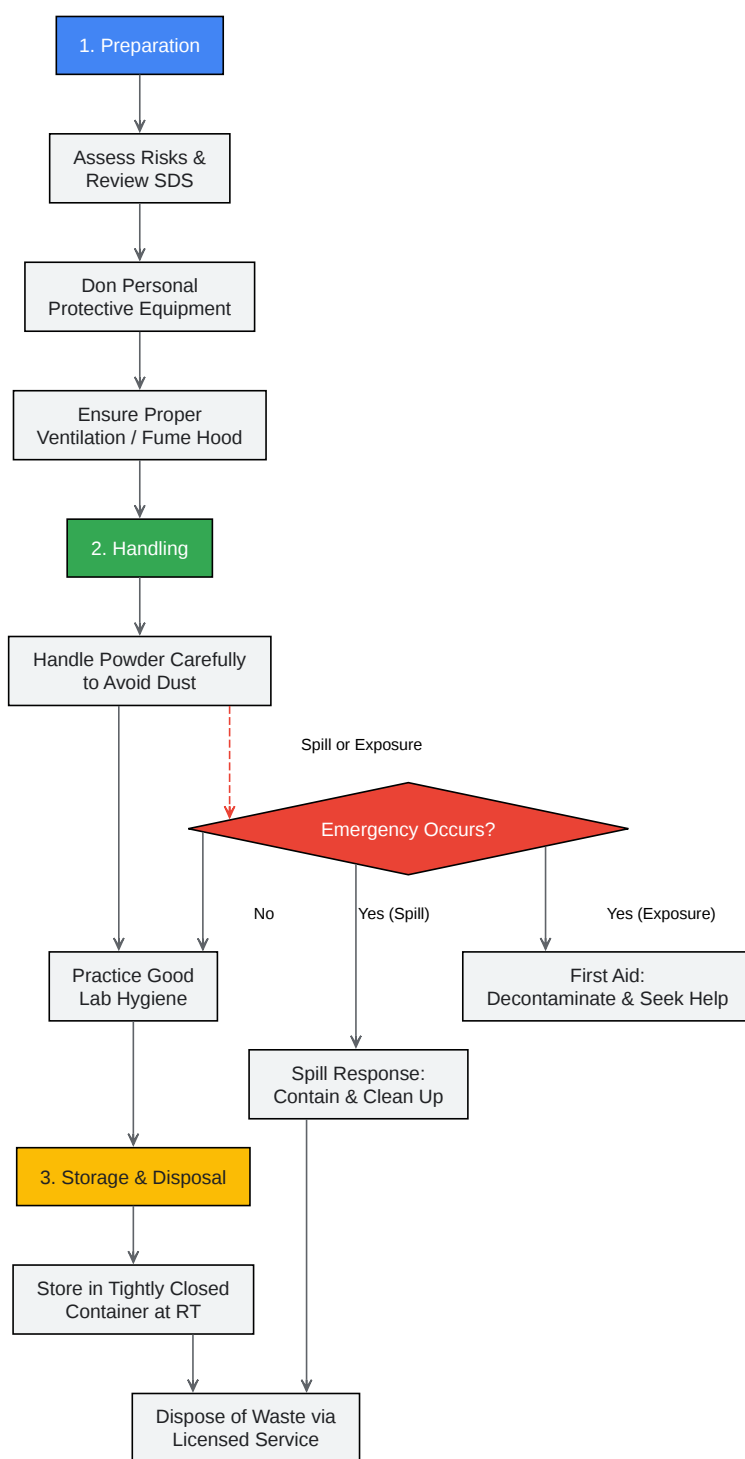 1. Preparation
Assess Risks &
Review SDS
Don Personal
Protective Equipment
Ensure Proper
Ventilation / Fume Hood
2. Handling
Handle Powder Carefully
to Avoid Dust
Spill or Exposure
Emergency Occurs?
No
Yes (Spill)
Yes (Exposure)
Practice Good
Lab Hygiene
First Aid:
Decontaminate & Seek Help
Spill Response:
Contain & Clean Up
3. Storage & Disposal
Store in Tightly Closed
Container at RT
Dispose of Waste via
Licensed Service